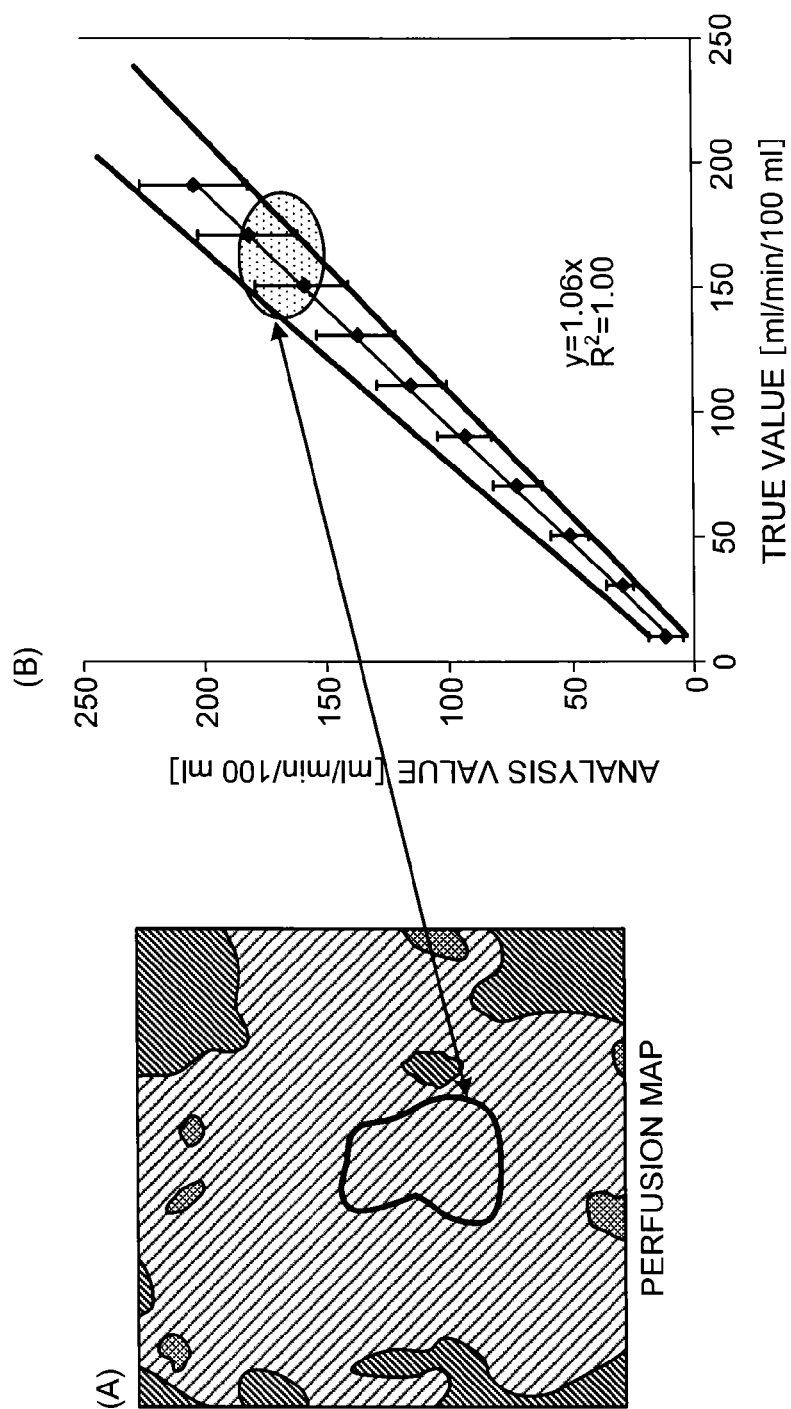 (A)
PERFUSION MAP
(B)
ANALYSIS VALUE [ml/min/100 ml]
250
200
150
100
50
0
y=1.06x
R²=1.00
0
50
100
150
200
250
TRUE VALUE [ml/min/100 ml]